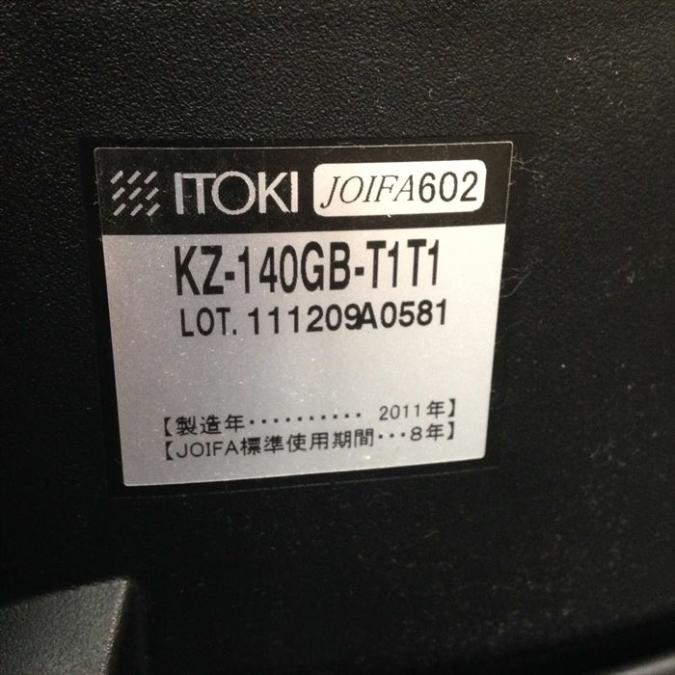 ITOKI JOIFA602
KZ-140GB-T1T1
LOT. 111209A0581
【製造年・・・・・・・・・・ 2011年】
【JOIFA標準使用期間・・・8年】